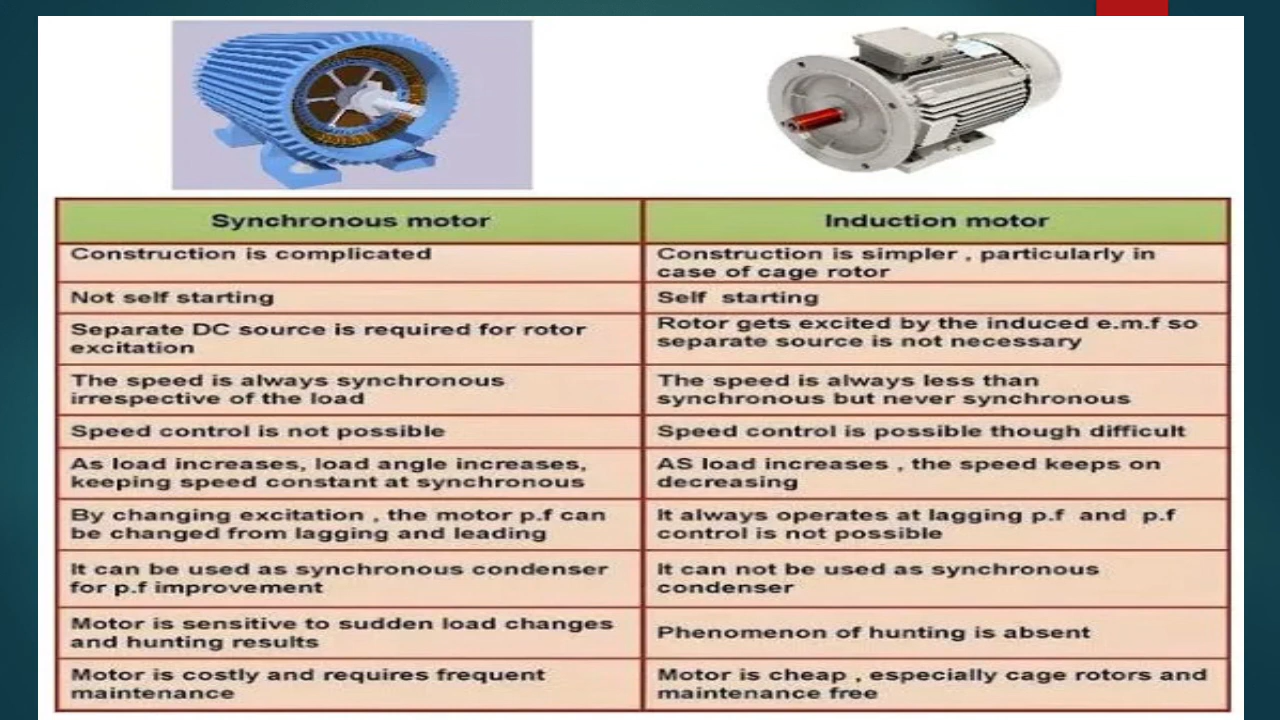 Synchronous motor
Induction motor
Construction is complicated
Construction is simpler , particularly in
case of cage rotor
Not self starting
Self starting
Separate DC source is required for rotor
excitation
Rotor gets excited by the induced e.m.f so
separate source is not necessary
The speed is always synchronous
irrespective of the load
The speed is always less than
synchronous but never synchronous
Speed control is not possible
Speed control is possible though difficult
As load increases, load angle increases,
keeping speed constant at synchronous
AS load increases , the speed keeps on
decreasing
By changing excitation , the motor p.f can
be changed from lagging and leading
It always operates at lagging p.f and p.f
control is not possible
It can be used as synchronous condenser
for p.f improvement
It can not be used as synchronous
condenser
Motor is sensitive to sudden load changes
and hunting results
Phenomenon of hunting is absent
Motor is costly and requires frequent
maintenance
Motor is cheap , especially cage rotors and
maintenance free